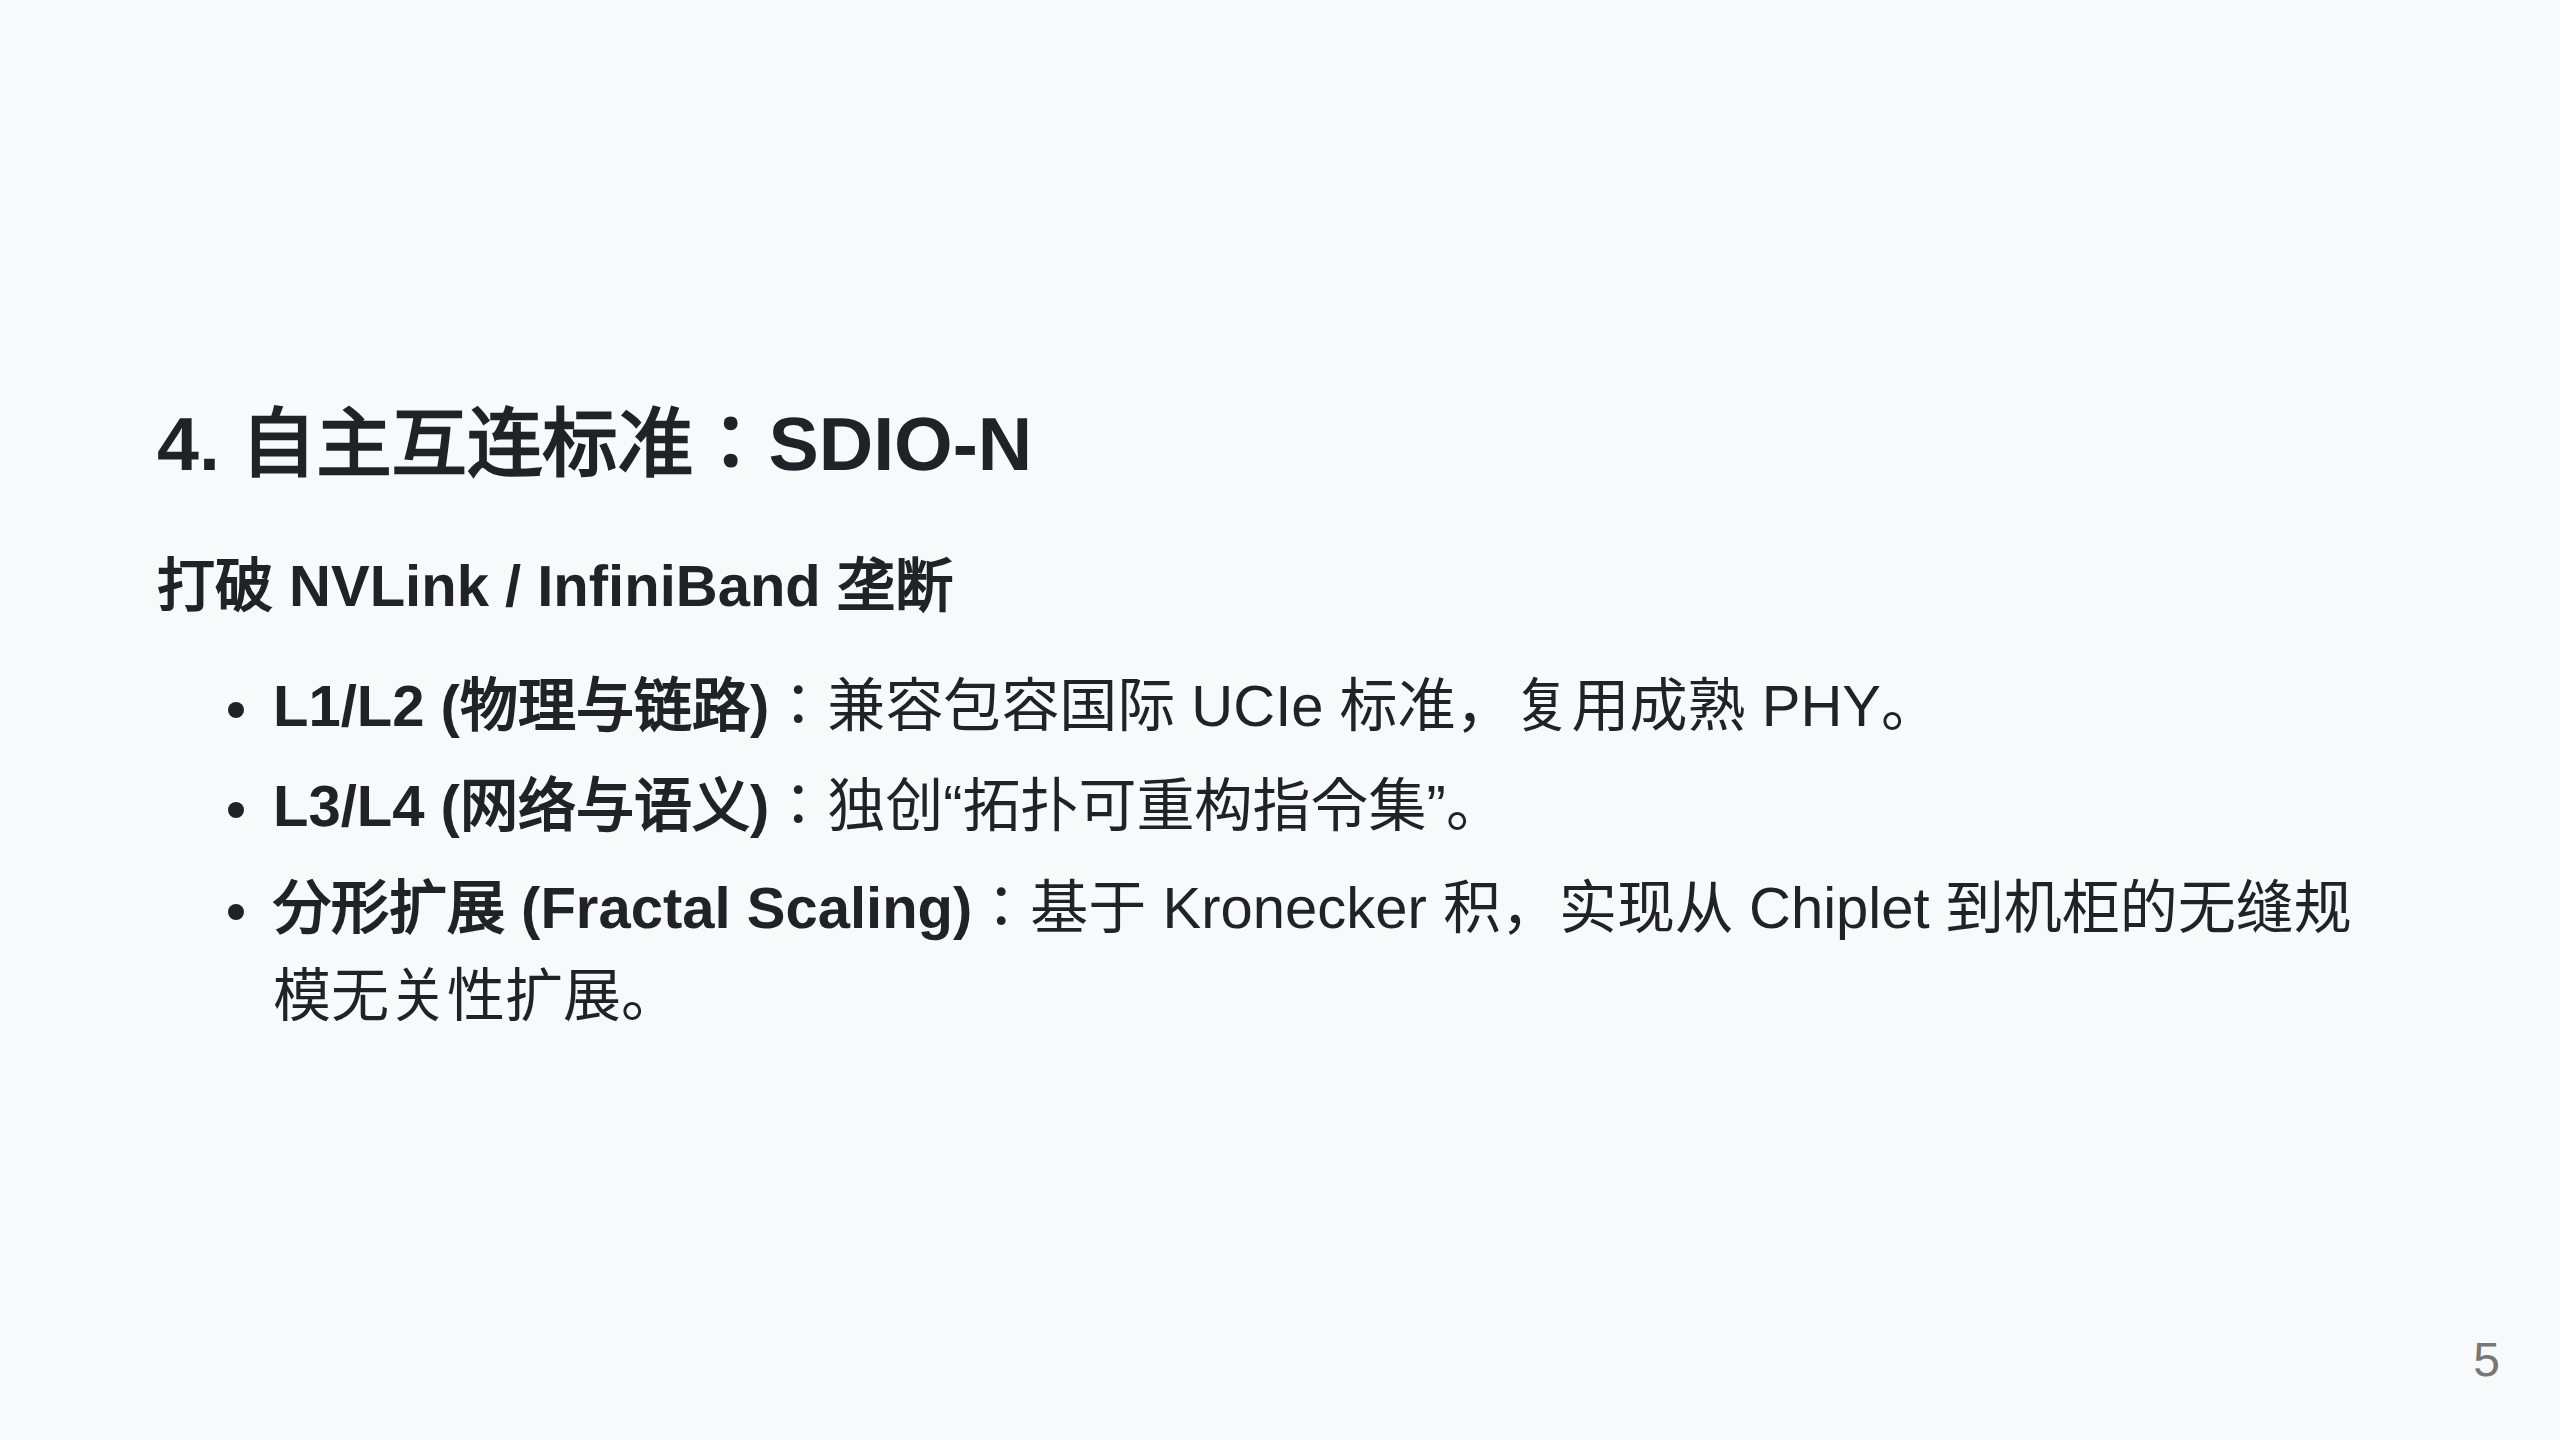 4. 自主互连标准：SDIO-N
打破 NVLink / InfiniBand 垄断
• L1/L2 (物理与链路)：兼容包容国际 UCIe 标准，复用成熟 PHY。
• L3/L4 (网络与语义)：独创“拓扑可重构指令集”。
• 分形扩展 (Fractal Scaling)：基于 Kronecker 积，实现从 Chiplet 到机柜的无缝规
模无关性扩展。
5